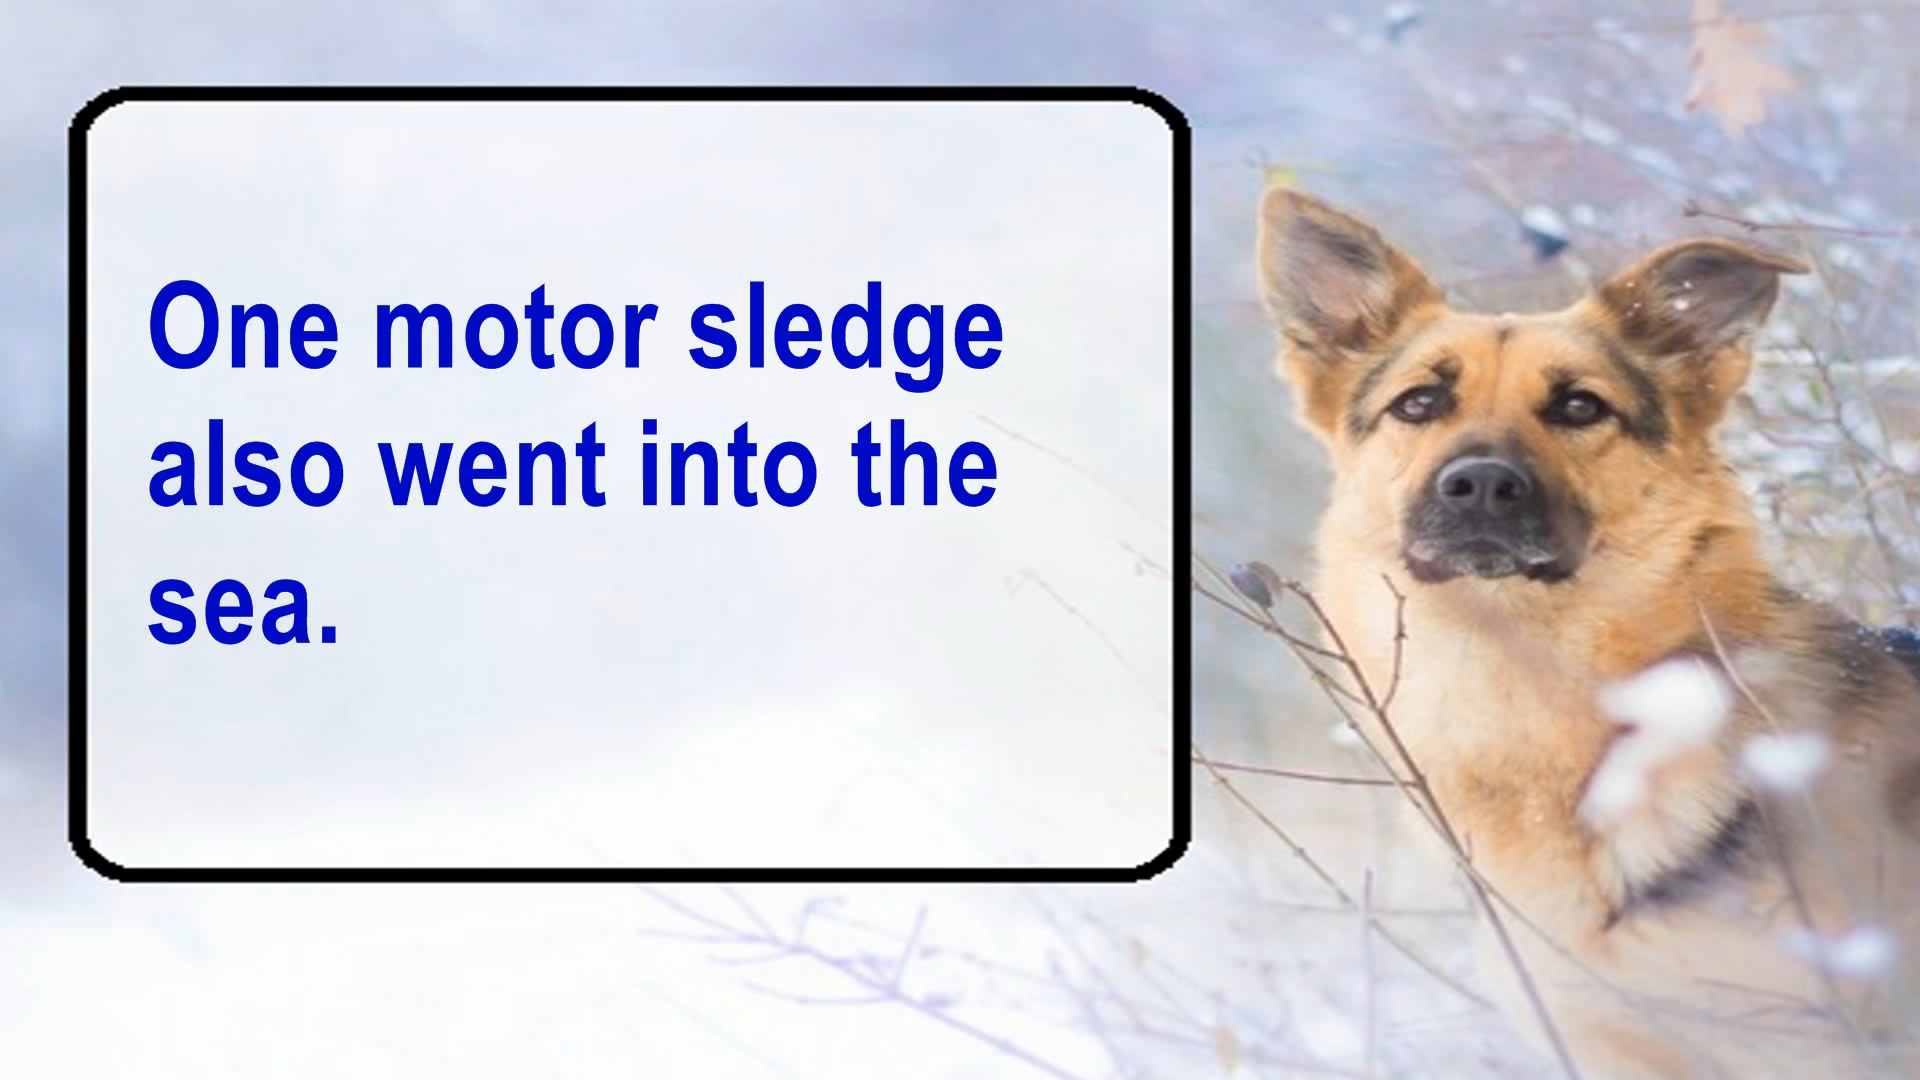 One motor sledge
also went into the
sea.